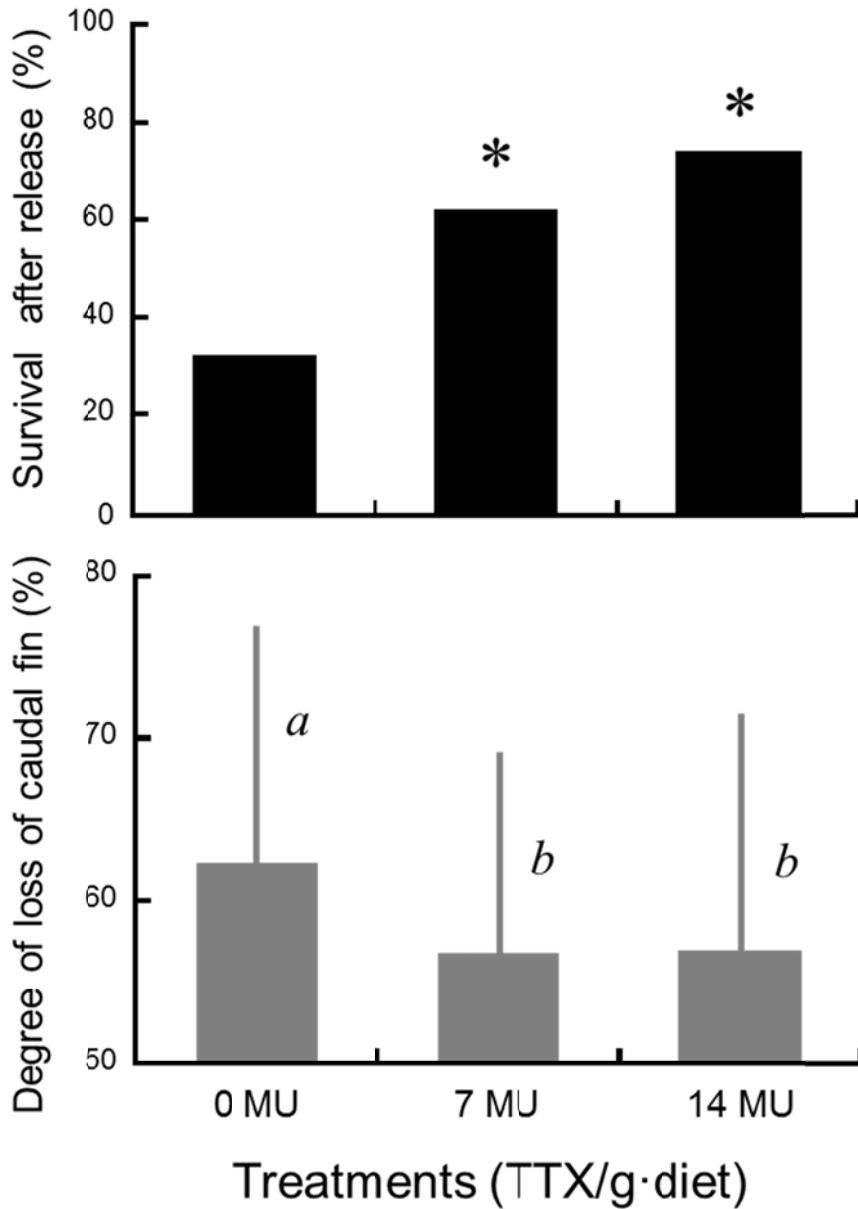 Survival after release (%)
100
80
60
40
20
0
*
*
Degree of loss of caudal fin (%)
80
70
60
50
a
b
b
0 MU 7 MU 14 MU
Treatments (TTX/g·diet)